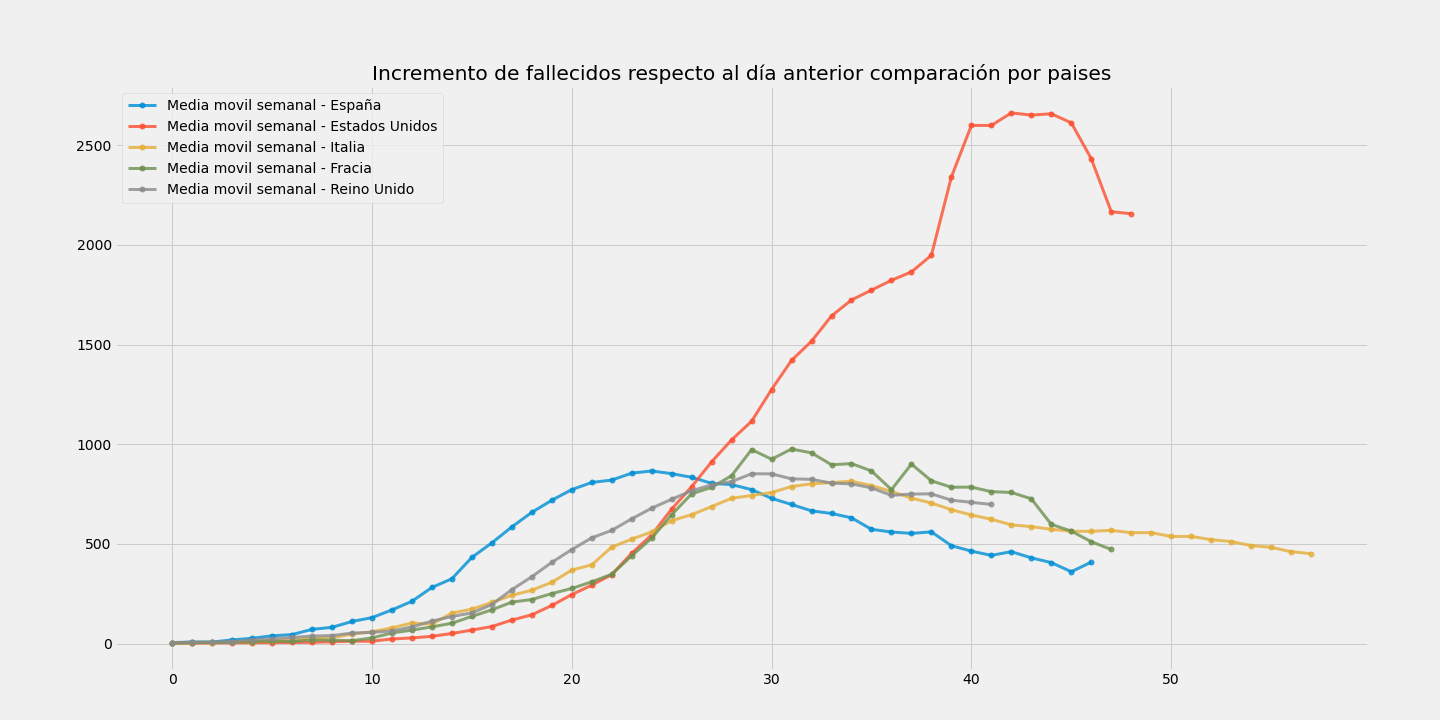 Incremento de fallecidos respecto al día anterior comparación por paises
Media movil semanal - España
Media movil semanal - Estados Unidos
Media movil semanal - Italia
Media movil semanal - Fracia
Media movil semanal - Reino Unido
2500
2000
1500
1000
500
0
0 10 20 30 40 50